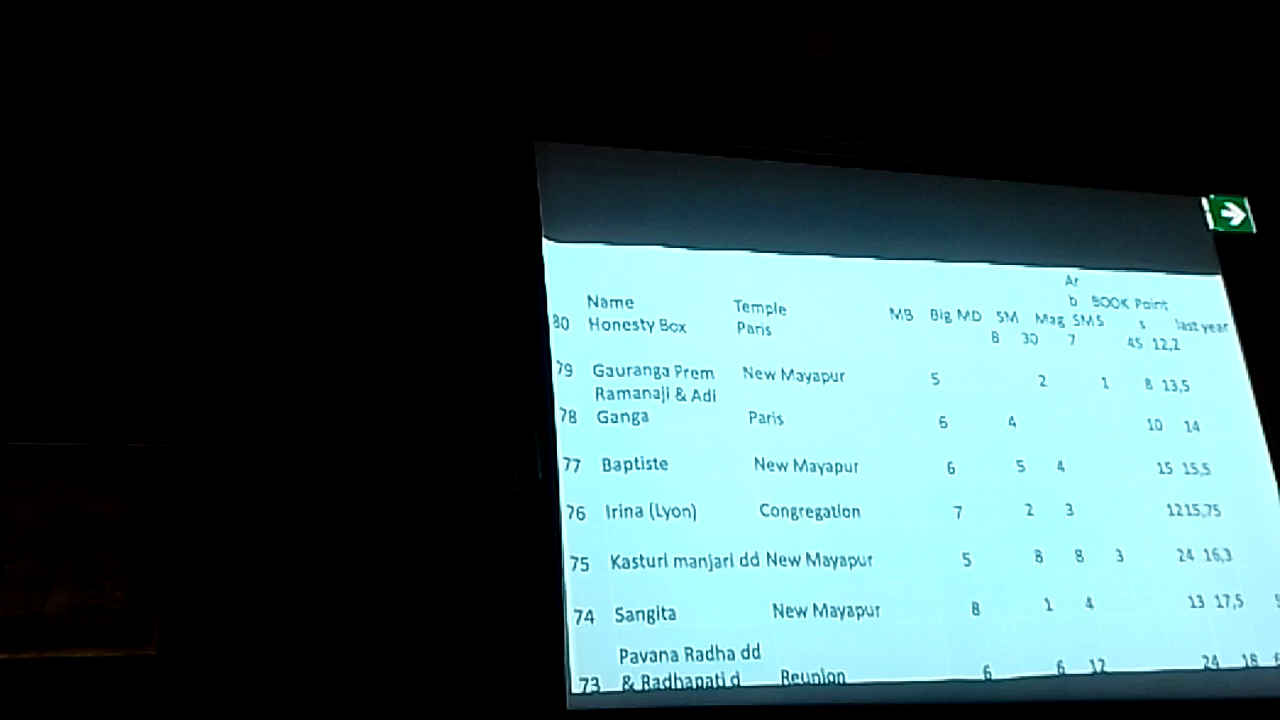 Ar
Name Temple b BOOK Point
MB Big MD SM Mag SMS s last year
80 Honesty Box Paris 8 30 7 45 12,2
79 Gauranga Prem New Mayapur 5 2 1 8 13,5
Ramanaji & Adi
78 Ganga Paris 6 4 10 14
77 Baptiste New Mayapur 6 5 4 15 15,5
76 Irina (Lyon) Congregation 7 2 3 12 15,75
75 Kasturi manjari dd New Mayapur 5 8 8 3 24 16,3
74 Sangita New Mayapur 8 1 4 13 17,5
Pavana Radha dd
73 & Radhapati d Reunion 6 6 12 24 18